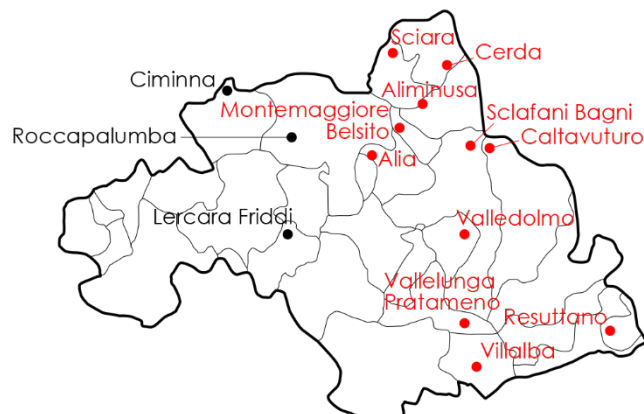 Sciara
Cerda
Ciminna
Aliminusa
Montemaggiore
Belsito
Sclafani Bagni
Caltavuturo
Roccapalumba
Alia
Lercara Friddi
Valledolmo
Vallelunga
Pratameno
Resuttano
Villalba